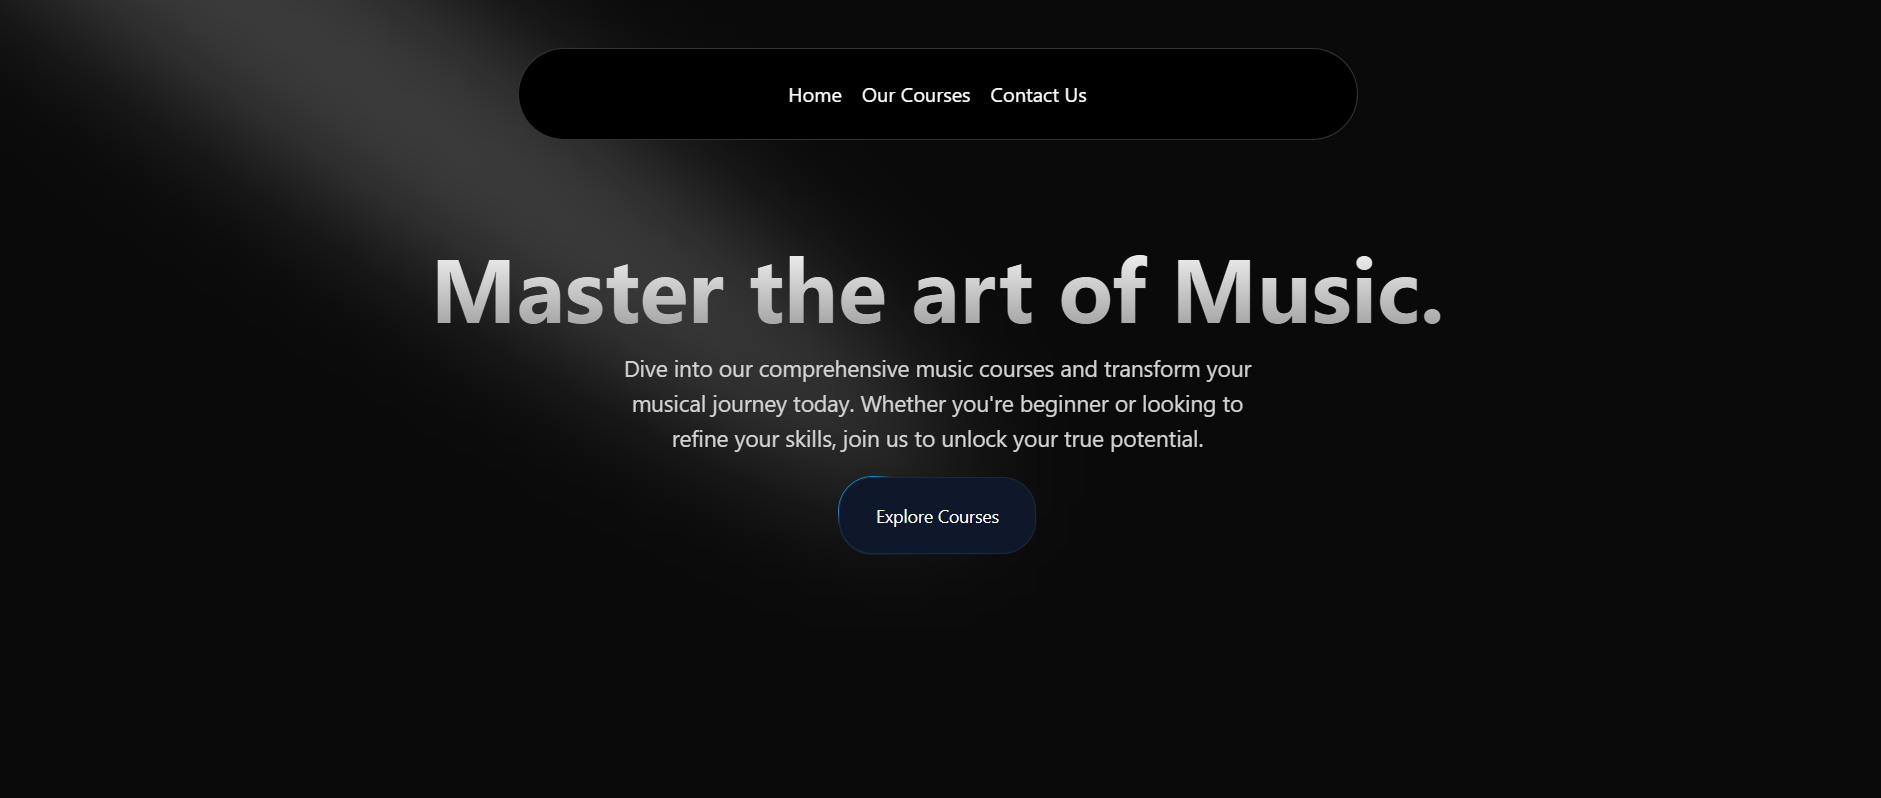 Home Our Courses Contact Us
Master the art of Music.
Dive into our comprehensive music courses and transform your
musical journey today. Whether you're beginner or looking to
refine your skills, join us to unlock your true potential.
Explore Courses